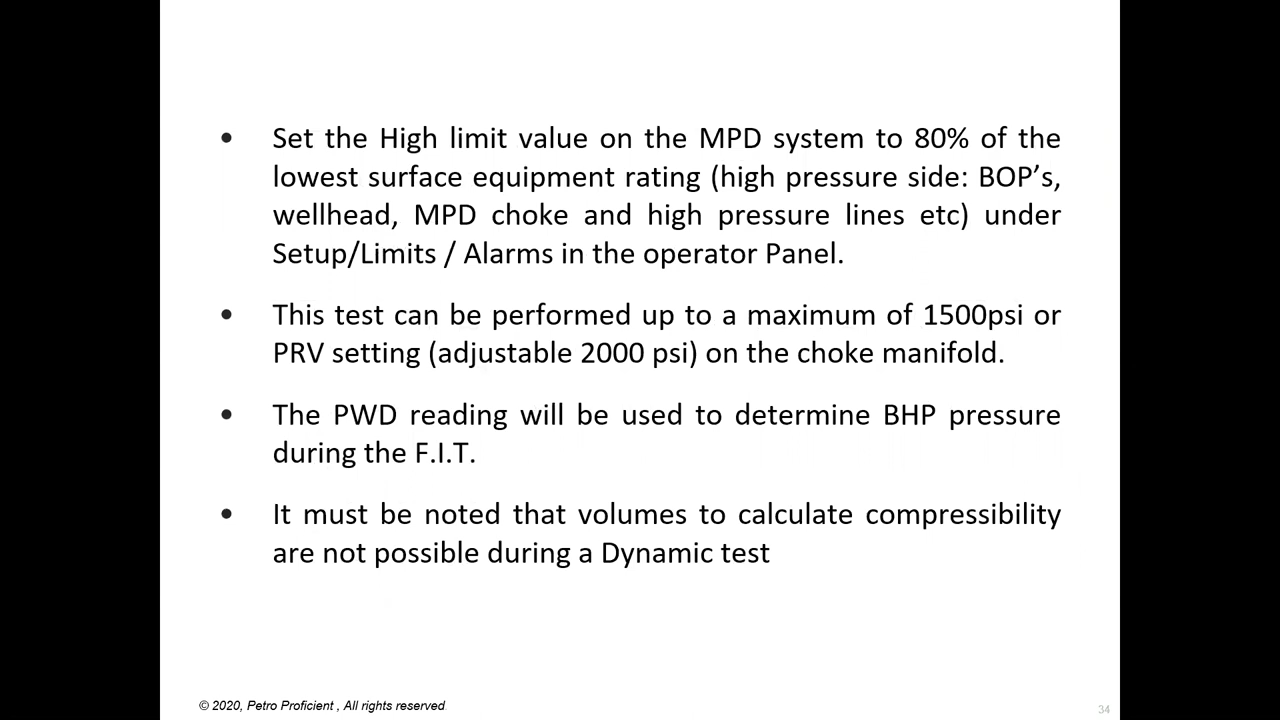 • Set the High limit value on the MPD system to 80% of the
lowest surface equipment rating (high pressure side: BOP’s,
wellhead, MPD choke and high pressure lines etc) under
Setup/Limits / Alarms in the operator Panel.
• This test can be performed up to a maximum of 1500psi or
PRV setting (adjustable 2000 psi) on the choke manifold.
• The PWD reading will be used to determine BHP pressure
during the F.I.T.
• It must be noted that volumes to calculate compressibility
are not possible during a Dynamic test
© 2020, Petro Proficient , All rights reserved
34